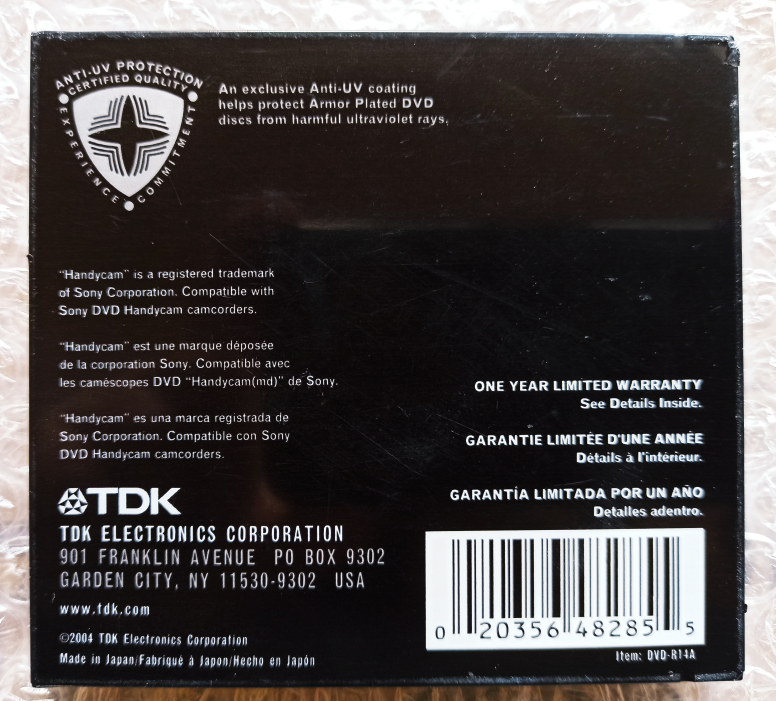 ANTI-UV PROTECTION
CERTIFIED QUALITY
EXPERIENCE COMMITMENT
An exclusive Anti-UV coating
helps protect Armor Plated DVD
discs from harmful ultraviolet rays.
"Handycam" is a registered trademark
of Sony Corporation. Compatible with
Sony DVD Handycam camcorders.
"Handycam" est une marque déposée
de la corporation Sony. Compatible avec
les caméscopes DVD "Handycam(md)" de Sony.
"Handycam" es una marca registrada de
Sony Corporation. Compatible con Sony
DVD Handycam camcorders.
ONE YEAR LIMITED WARRANTY
See Details Inside.
GARANTIE LIMITÉE D'UNE ANNÉE
Détails à l'intérieur.
GARANTÍA LIMITADA POR UN AÑO
Detalles adentro.
TDK
TDK ELECTRONICS CORPORATION
901 FRANKLIN AVENUE PO BOX 9302
GARDEN CITY, NY 11530-9302 USA
www.tdk.com
©2004 TDK Electronics Corporation
Made in Japan/Fabriqué à Japon/Hecho en Japón
0 20356 48285 5
Item: DVD-R14A